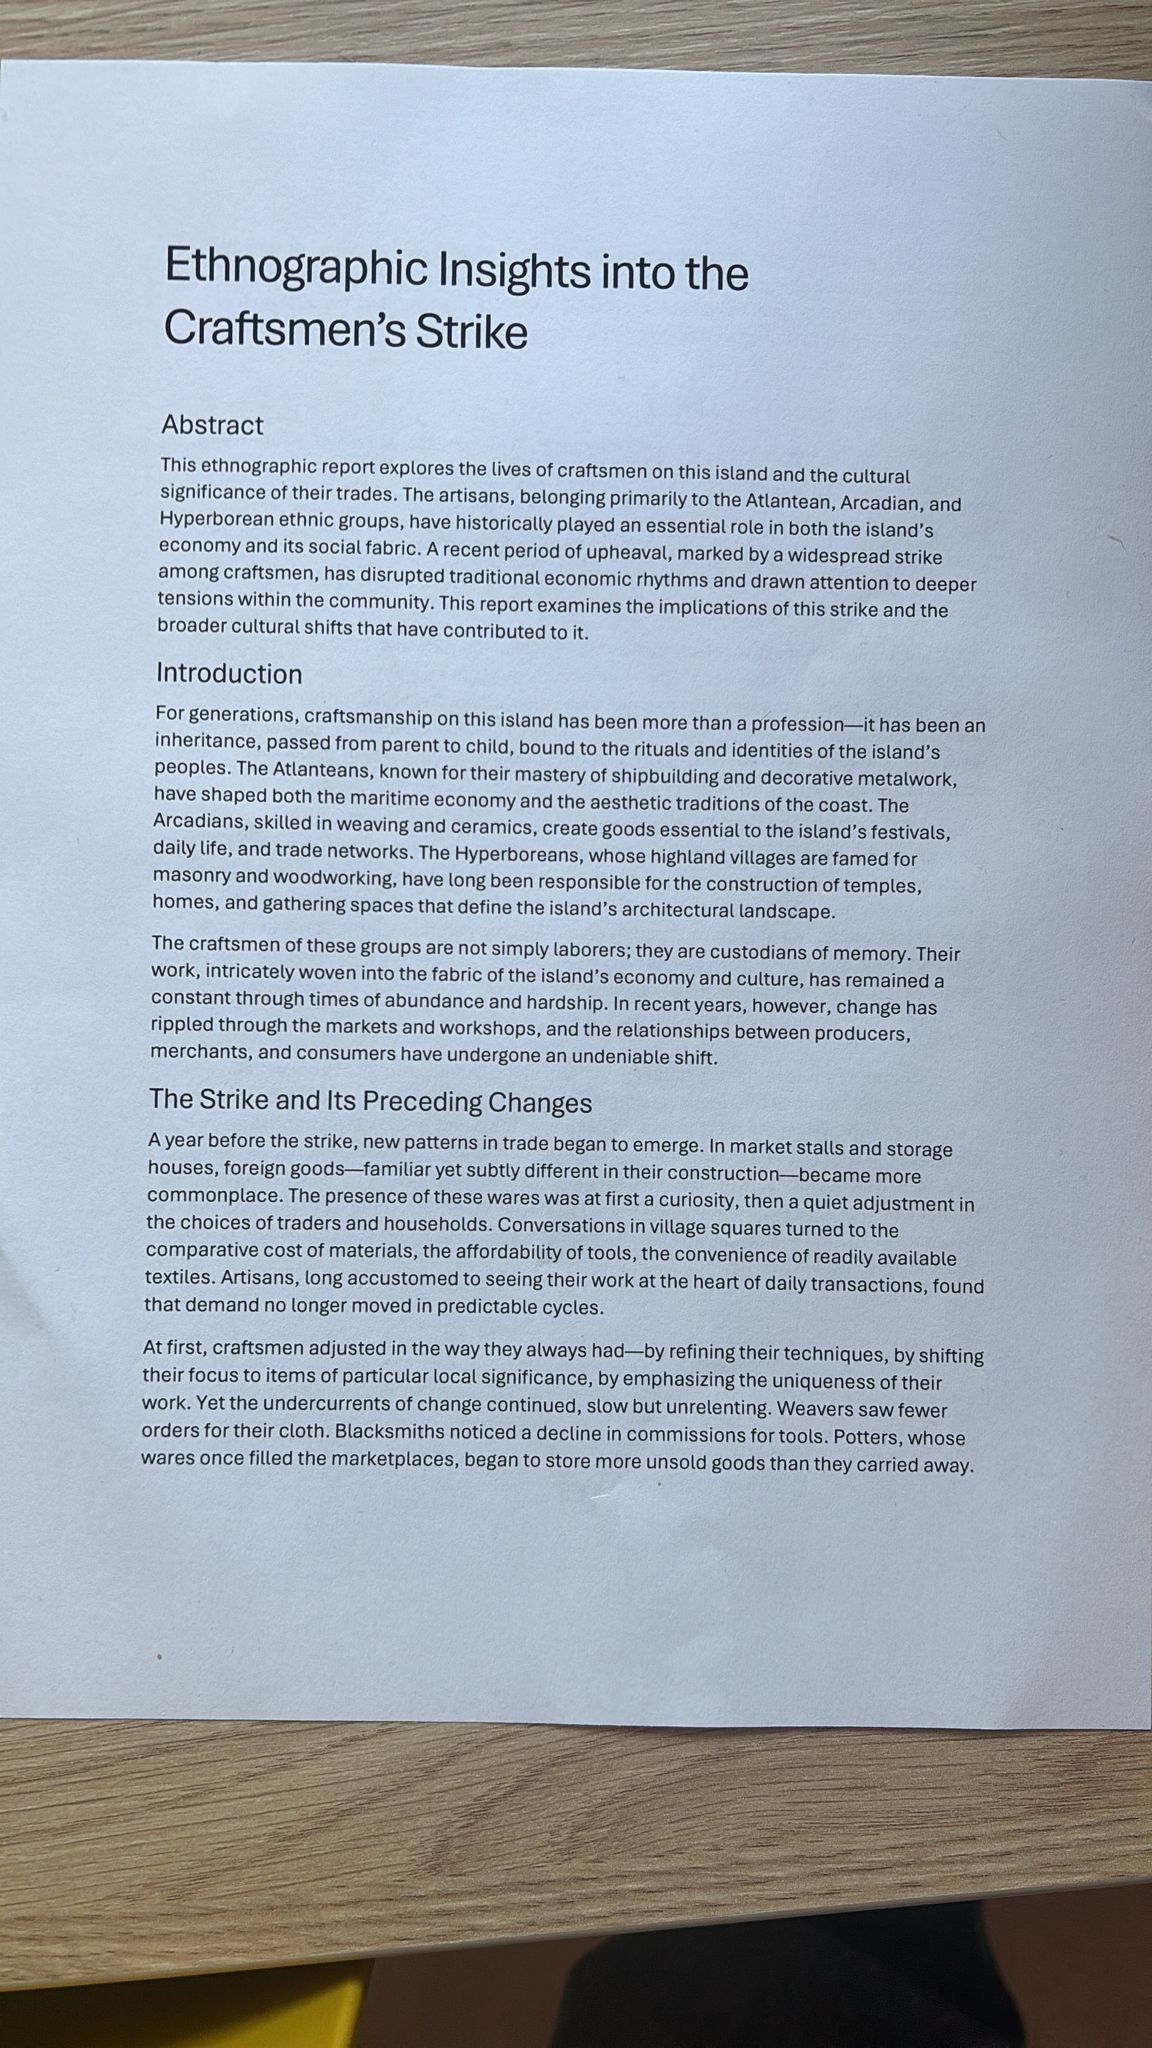 Ethnographic Insights into the
Craftsmen’s Strike
Abstract
This ethnographic report explores the lives of craftsmen on this island and the cultural
significance of their trades. The artisans, belonging primarily to the Atlantean, Arcadian, and
Hyperborean ethnic groups, have historically played an essential role in both the island’s
economy and its social fabric. A recent period of upheaval, marked by a widespread strike
among craftsmen, has disrupted traditional economic rhythms and drawn attention to deeper
tensions within the community. This report examines the implications of this strike and the
broader cultural shifts that have contributed to it.
Introduction
For generations, craftsmanship on this island has been more than a profession—it has been an
inheritance, passed from parent to child, bound to the rituals and identities of the island’s
peoples. The Atlanteans, known for their mastery of shipbuilding and decorative metalwork,
have shaped both the maritime economy and the aesthetic traditions of the coast. The
Arcadians, skilled in weaving and ceramics, create goods essential to the island’s festivals,
daily life, and trade networks. The Hyperboreans, whose highland villages are famed for
masonry and woodworking, have long been responsible for the construction of temples,
homes, and gathering spaces that define the island’s architectural landscape.
The craftsmen of these groups are not simply laborers; they are custodians of memory. Their
work, intricately woven into the fabric of the island’s economy and culture, has remained a
constant through times of abundance and hardship. In recent years, however, change has
rippled through the markets and workshops, and the relationships between producers,
merchants, and consumers have undergone an undeniable shift.
The Strike and Its Preceding Changes
A year before the strike, new patterns in trade began to emerge. In market stalls and storage
houses, foreign goods—familiar yet subtly different in their construction—became more
commonplace. The presence of these wares was at first a curiosity, then a quiet adjustment in
the choices of traders and households. Conversations in village squares turned to the
comparative cost of materials, the affordability of tools, the convenience of readily available
textiles. Artisans, long accustomed to seeing their work at the heart of daily transactions, found
that demand no longer moved in predictable cycles.
At first, craftsmen adjusted in the way they always had—by refining their techniques, by shifting
their focus to items of particular local significance, by emphasizing the uniqueness of their
work. Yet the undercurrents of change continued, slow but unrelenting. Weavers saw fewer
orders for their cloth. Blacksmiths noticed a decline in commissions for tools. Potters, whose
wares once filled the marketplaces, began to store more unsold goods than they carried away.